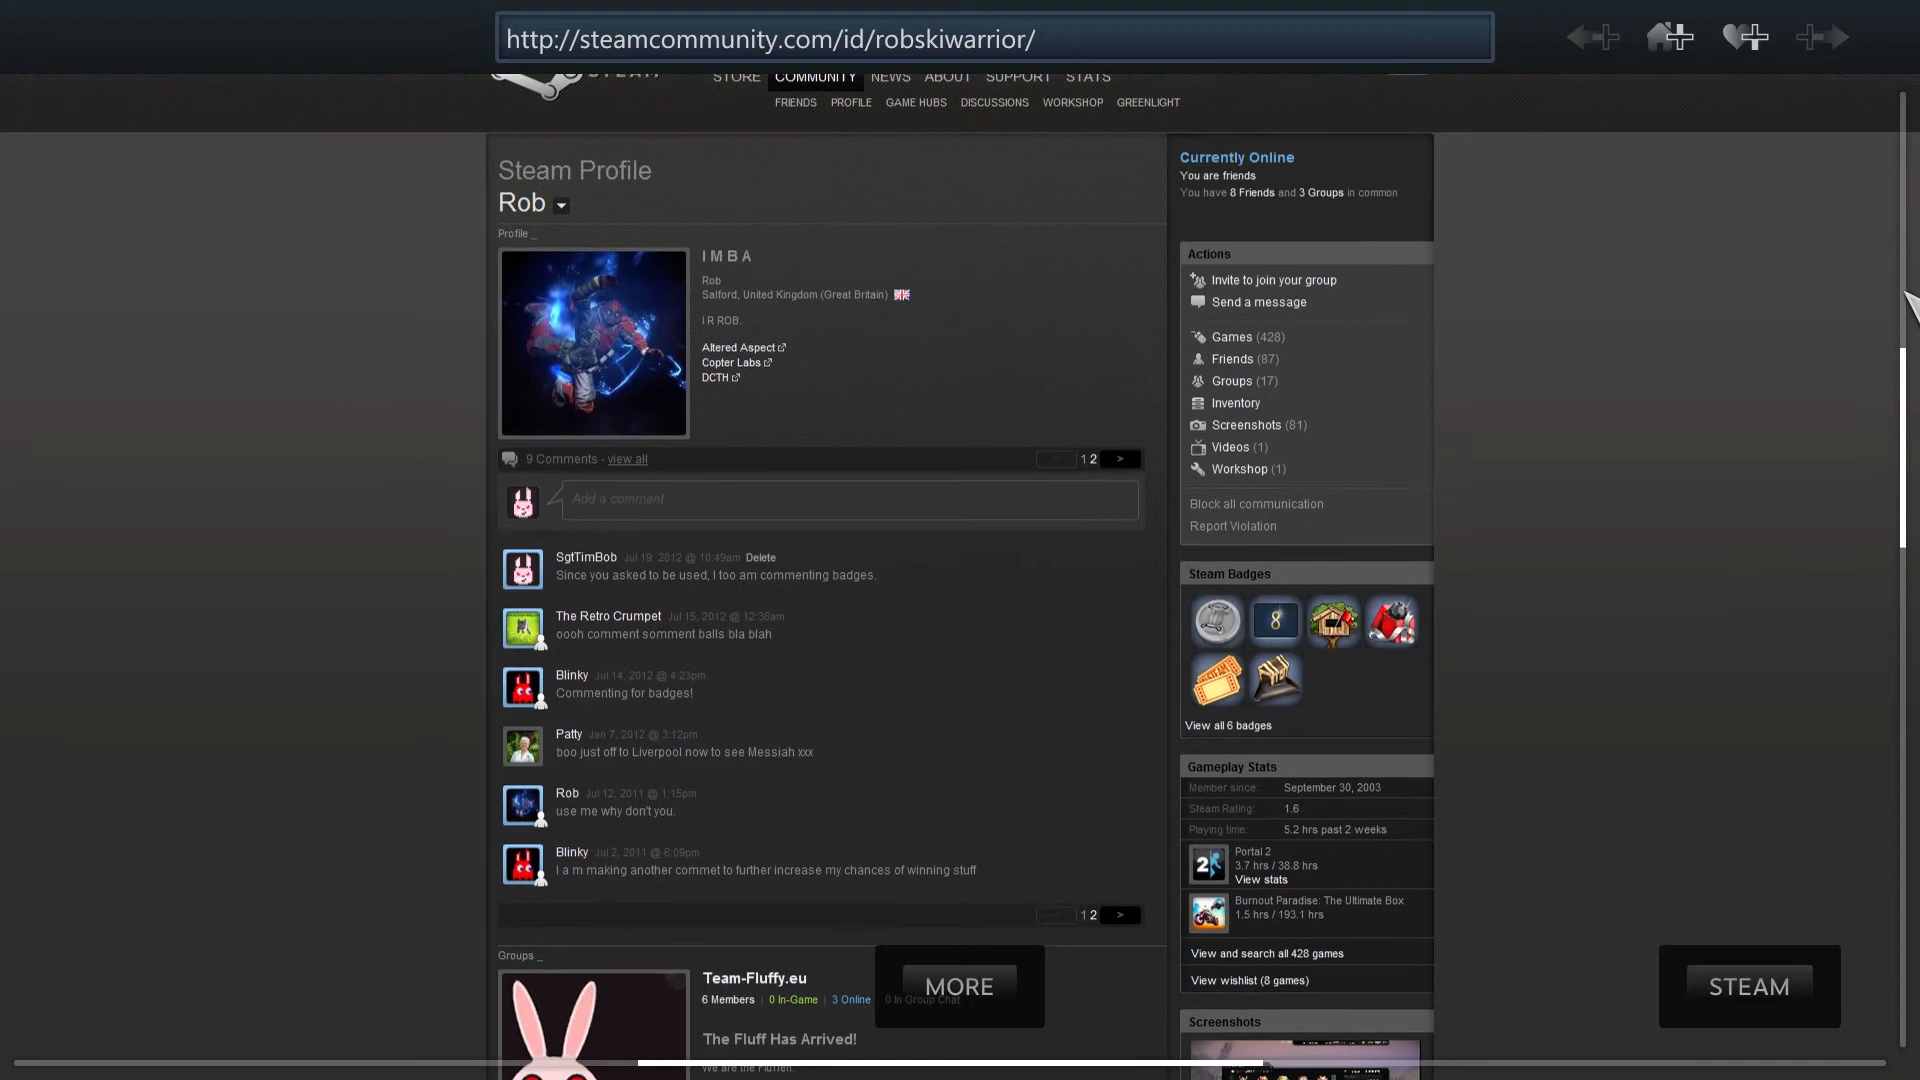 http://steamcommunity.com/id/robskiwarrior/
STEAM
STORE COMMUNITY NEWS ABOUT SUPPORT STATS
FRIENDS PROFILE GAME HUBS DISCUSSIONS WORKSHOP GREENLIGHT
Steam Profile
Rob
Profile _
I M B A
Rob
Salford, United Kingdom (Great Britain)
I R ROB.
Altered Aspect
Copter Labs
DCTH
9 Comments - view all
1 2 >
Add a comment
SgtTimBob Jul 19, 2012 @ 10:49am Delete
Since you asked to be used, I too am commenting badges.
The Retro Crumpet Jul 15, 2012 @ 12:36am
oooh comment somment balls bla blah
Blinky Jul 14, 2012 @ 4:23pm
Commenting for badges!
Patty Jan 7, 2012 @ 3:12pm
boo just off to Liverpool now to see Messiah xxx
Rob Jul 12, 2011 @ 1:15pm
use me why don't you.
Blinky Jul 2, 2011 @ 6:09pm
I a m making another commet to further increase my chances of winning stuff
1 2 >
Groups _
Team-Fluffy.eu
6 Members | 0 In-Game | 3 Online | 0 In Group Chat
The Fluff Has Arrived!
We are the Fluffen.
Currently Online
You are friends
You have 8 Friends and 3 Groups in common
Actions
Invite to join your group
Send a message
Games (428)
Friends (87)
Groups (17)
Inventory
Screenshots (81)
Videos (1)
Workshop (1)
Block all communication
Report Violation
Steam Badges
8
View all 6 badges
Gameplay Stats
Member since: September 30, 2003
Steam Rating: 1.6
Playing time: 5.2 hrs past 2 weeks
2
Portal 2
3.7 hrs / 38.8 hrs
View stats
Burnout Paradise: The Ultimate Box
1.5 hrs / 193.1 hrs
View and search all 428 games
View wishlist (8 games)
Screenshots
MORE
STEAM